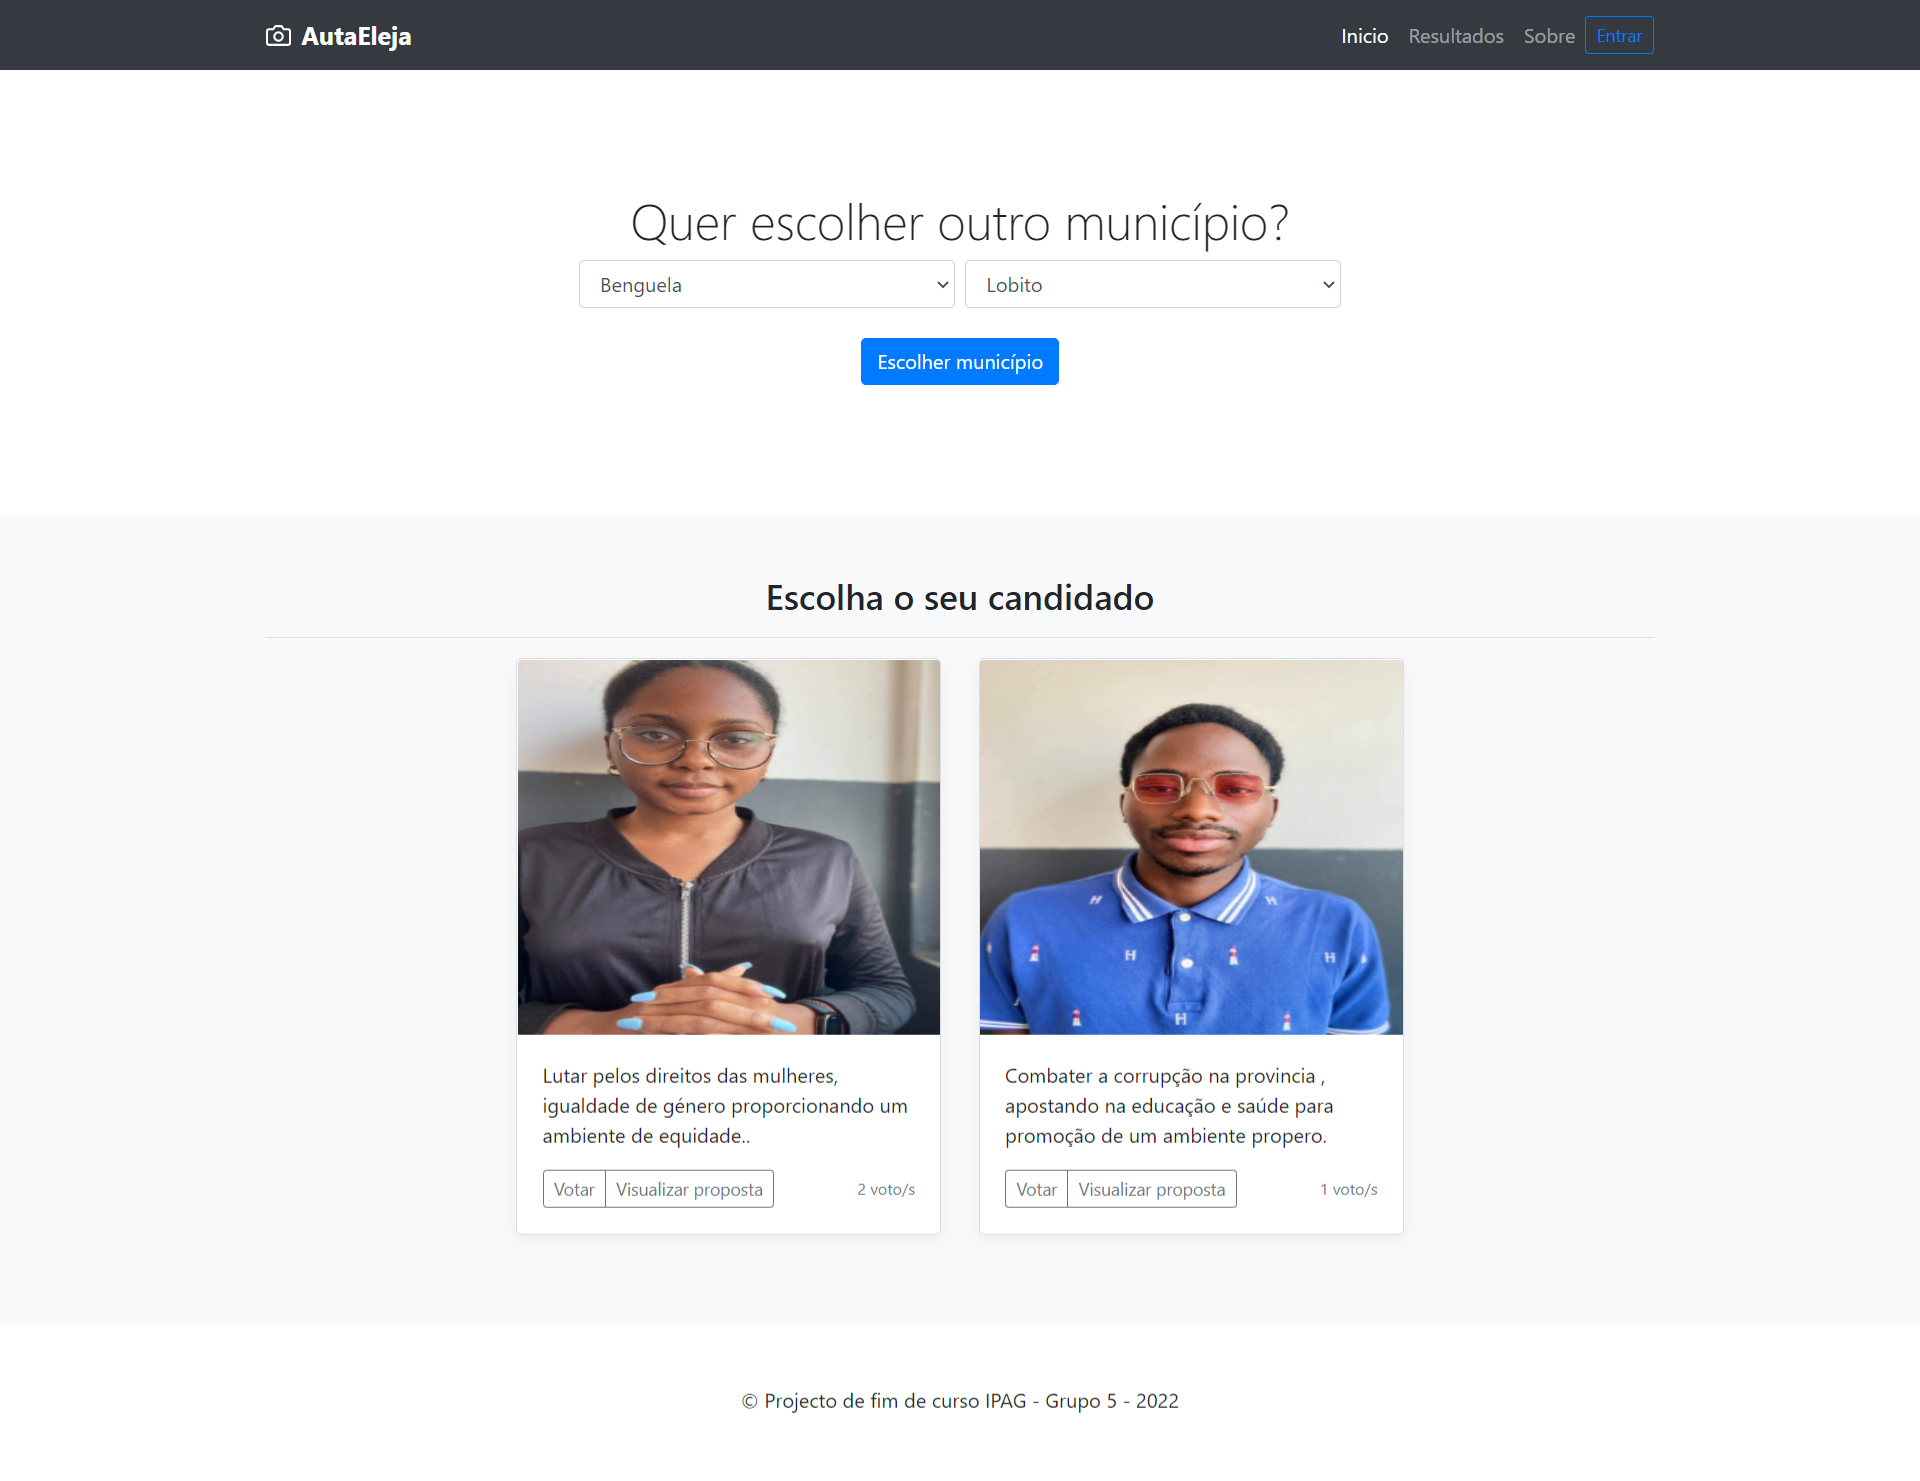 AutaEleja
Inicio Resultados Sobre Entrar
Quer escolher outro município?
Benguela Lobito
Escolher município
Escolha o seu candidado
Lutar pelos direitos das mulheres,
igualdade de género proporcionando um
ambiente de equidade..
Votar Visualizar proposta 2 voto/s
Combater a corrupção na provincia ,
apostando na educação e saúde para
promoção de um ambiente propero.
Votar Visualizar proposta 1 voto/s
© Projecto de fim de curso IPAG - Grupo 5 - 2022